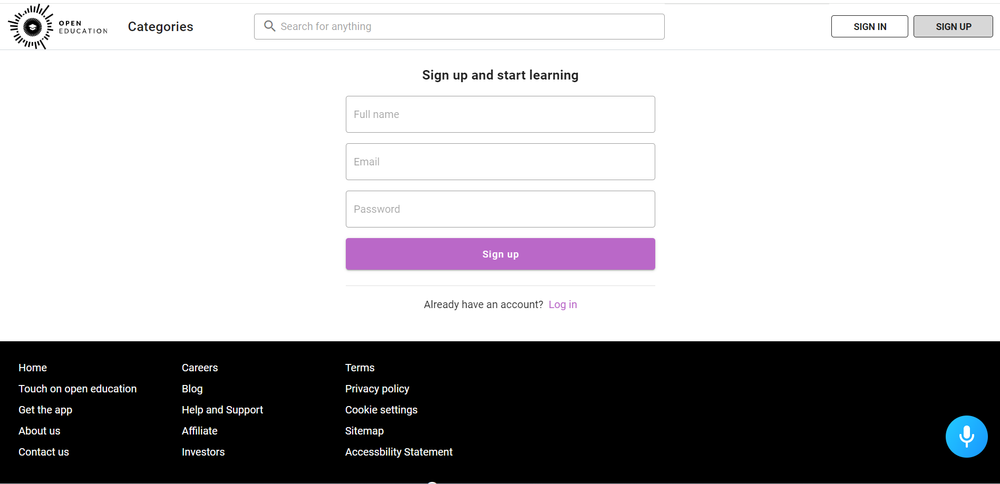 OPEN
EDUCATION
Categories
Search for anything
SIGN IN
SIGN UP
Sign up and start learning
Full name
Email
Password
Sign up
Already have an account? Log in
Home
Touch on open education
Get the app
About us
Contact us
Careers
Blog
Help and Support
Affiliate
Investors
Terms
Privacy policy
Cookie settings
Sitemap
Accessbility Statement